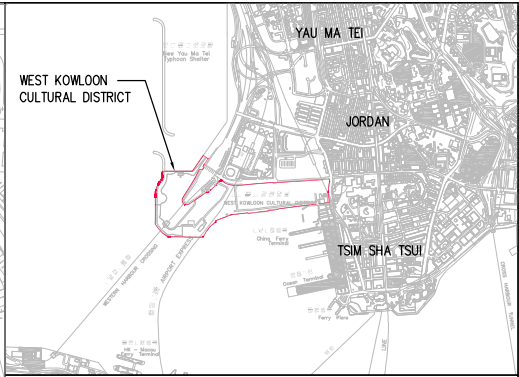 YAU MA TEI
New Yau Ma Tei
Typhoon Shelter
WEST KOWLOON
CULTURAL DISTRICT
JORDAN
WEST KOWLOON CULTURAL DISTRICT
China Ferry
Terminal
TSIM SHA TSUI
WESTERN HARBOUR CROSSING
AIRPORT EXPRESS
Ocean Terminal
CROSS HARBOUR TUNNEL
Ferry Piers
LINE
HK - Macau
Ferry Terminal